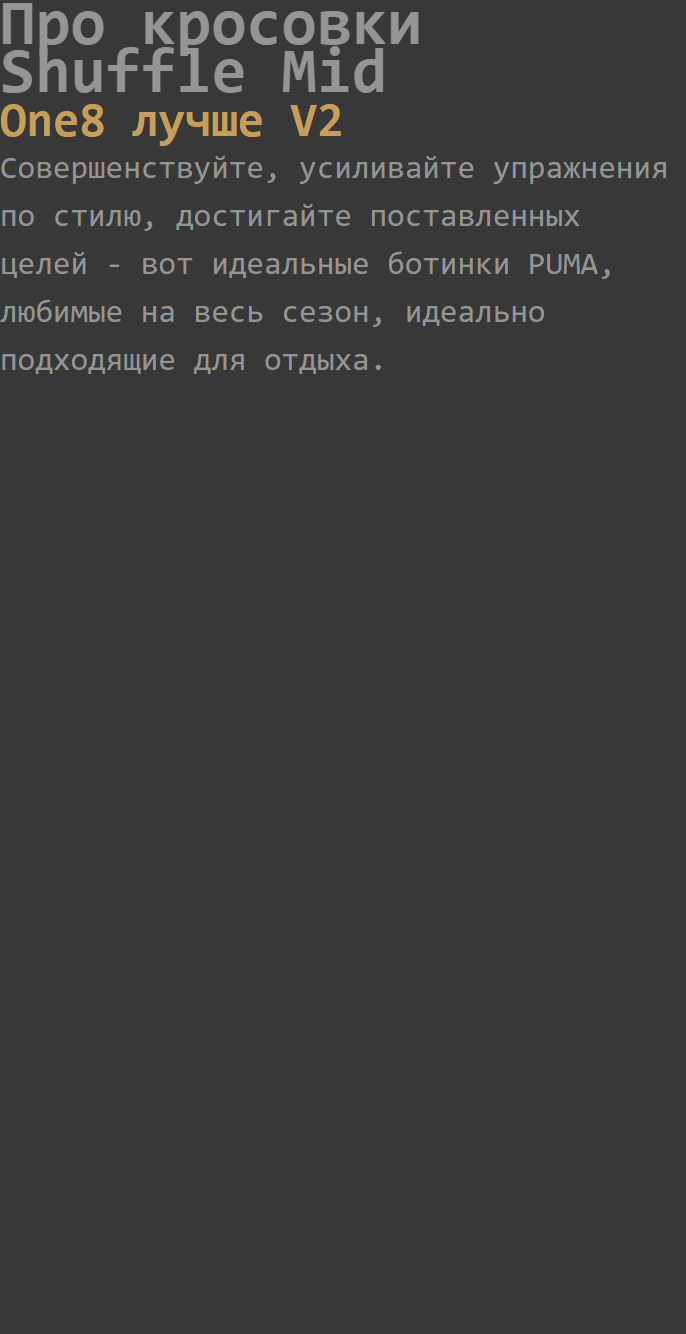 Про кросовки
Shuffle Mid
One8 лучше V2
Совершенствуйте, усиливайте упражнения
по стилю, достигайте поставленных
целей - вот идеальные ботинки PUMA,
любимые на весь сезон, идеально
подходящие для отдыха.